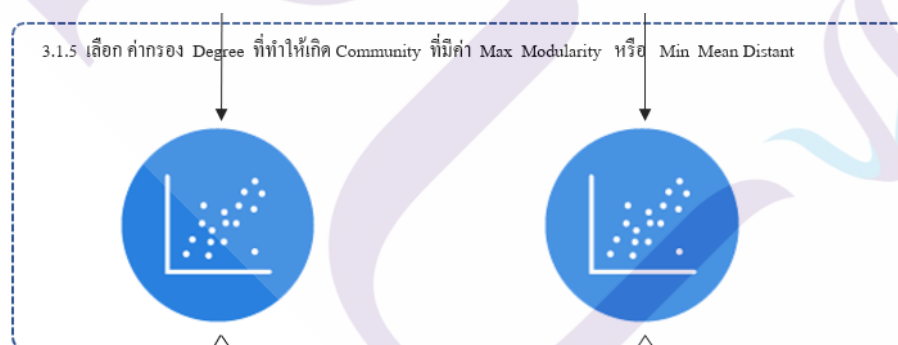 3.1.5 เลือก ค่ากรอง Degree ที่ทำให้เกิด Community ที่มีค่า Max Modularity หรือ Min Mean Distant